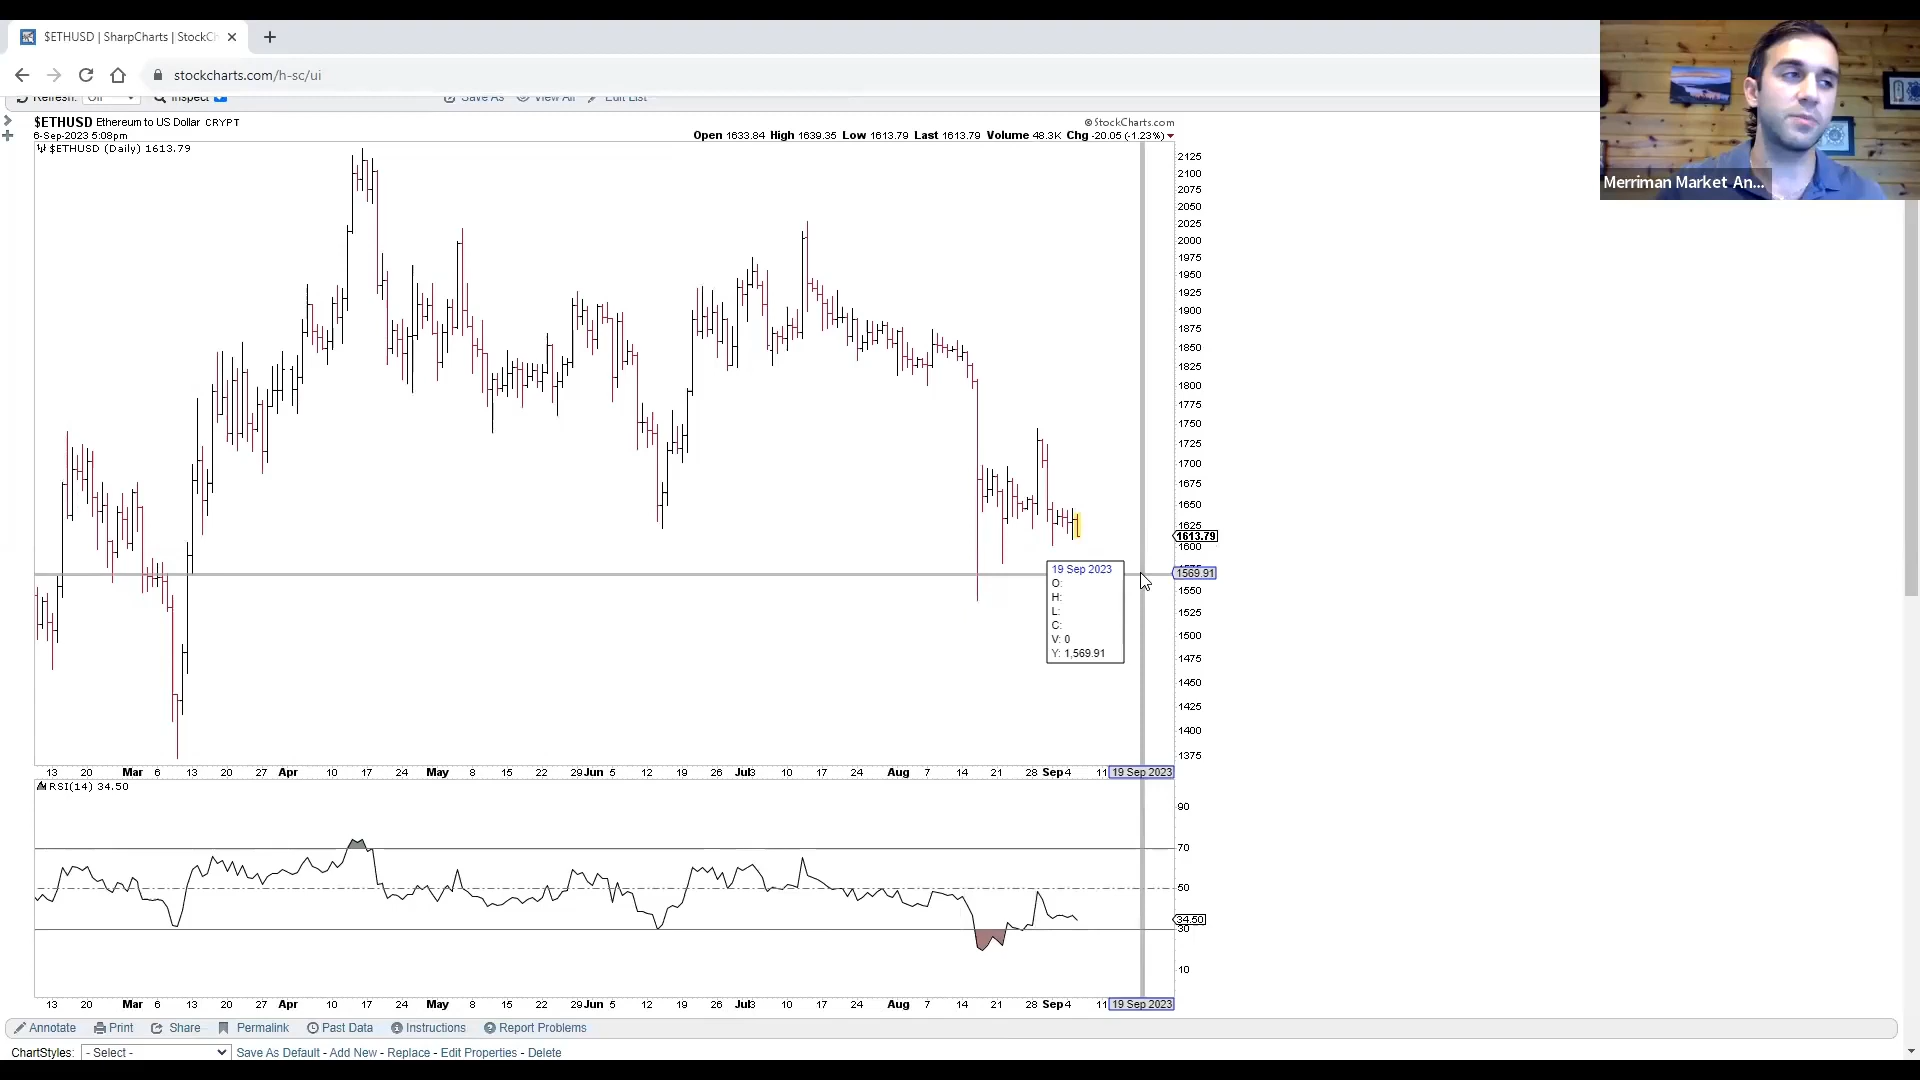 $ETHUSD | SharpCharts | StockCh
stockcharts.com/h-sc/ui
Refresh: Off Inspect Save As View All Edit List
$ETHUSD Ethereum to US Dollar CRYPT
© StockCharts.com
6-Sep-2023 5:08pm
Open 1633.84 High 1639.35 Low 1613.79 Last 1613.79 Volume 48.3K Chg -20.05 (-1.23%)
$ETHUSD (Daily) 1613.79
Merriman Market An...
2125
2100
2075
2050
2025
2000
1975
1950
1925
1900
1875
1850
1825
1800
1775
1750
1725
1700
1675
1650
1625
1613.79
1600
1569.91
1550
1525
1500
1475
1450
1425
1400
1375
19 Sep 2023
O:
H:
L:
C:
V: 0
Y: 1,569.91
13 20 Mar 6 13 20 27 Apr 10 17 24 May 8 15 22 29 Jun 5 12 19 26 Jul 3 10 17 24 Aug 7 14 21 28 Sep 4 11 19 Sep 2023
RSI(14) 34.50
90
70
50
34.50
30
10
13 20 Mar 6 13 20 27 Apr 10 17 24 May 8 15 22 29 Jun 5 12 19 26 Jul 3 10 17 24 Aug 7 14 21 28 Sep 4 11 19 Sep 2023
Annotate Print Share Permalink Past Data Instructions Report Problems
ChartStyles: - Select - Save As Default - Add New - Replace - Edit Properties - Delete